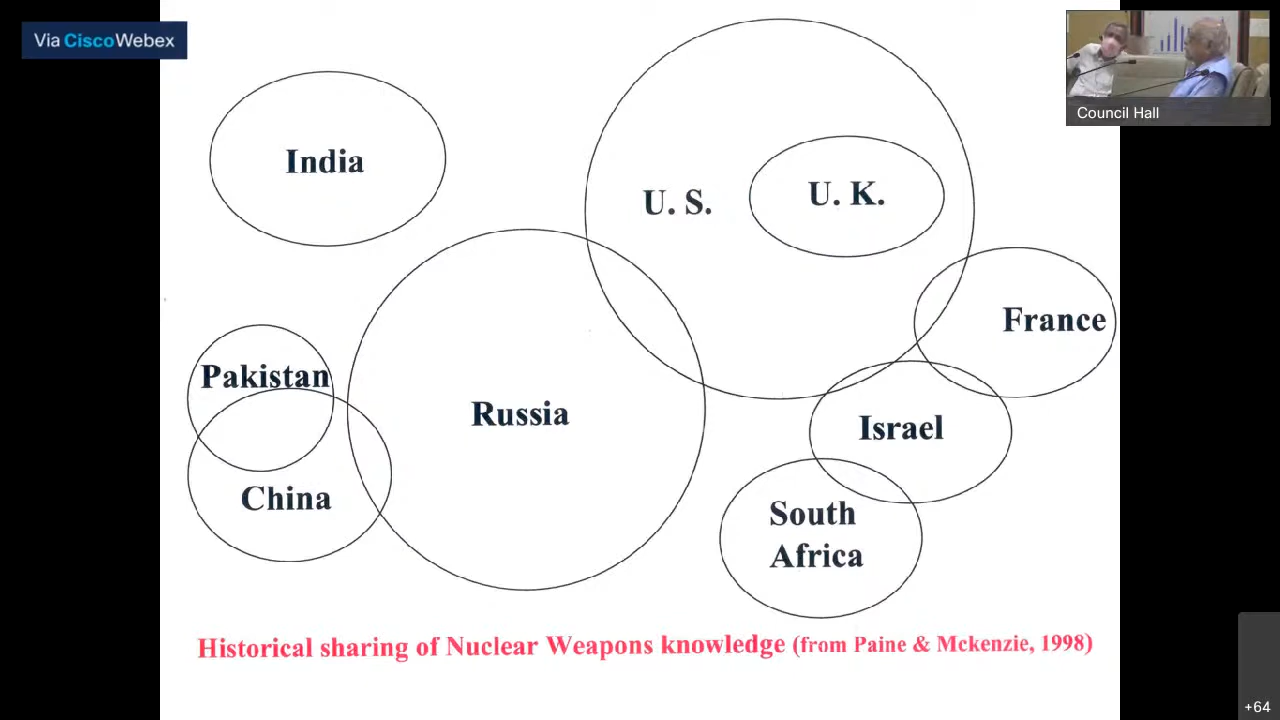 Via CiscoWebex
Council Hall
India
U. S.
U. K.
France
Pakistan
Russia
Israel
China
South
Africa
Historical sharing of Nuclear Weapons knowledge (from Paine & Mckenzie, 1998)
+64